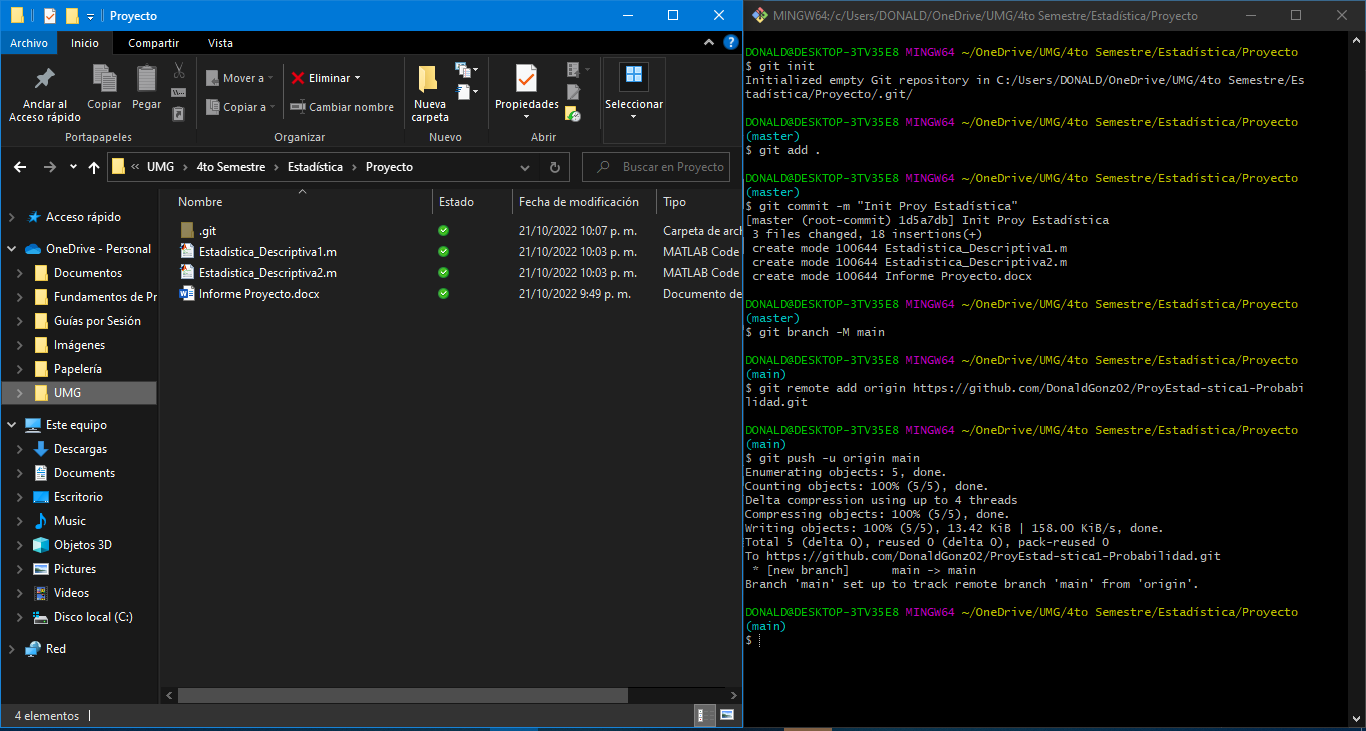 Proyecto
Archivo Inicio Compartir Vista
Anclar al
Acceso rápido
Copiar
Pegar
Mover a
Copiar a
Eliminar
Cambiar nombre
Nueva
carpeta
Propiedades
Seleccionar
Portapapeles Organizar Nuevo Abrir
UMG > 4to Semestre > Estadística > Proyecto
Buscar en Proyecto
Acceso rápido
OneDrive - Personal
Documentos
Fundamentos de Pr
Guías por Sesión
Imágenes
Papelería
UMG
Este equipo
Descargas
Documents
Escritorio
Music
Objetos 3D
Pictures
Videos
Disco local (C:)
Red
Nombre Estado Fecha de modificación Tipo
.git 21/10/2022 10:07 p. m. Carpeta de arch
Estadistica_Descriptiva1.m 21/10/2022 10:03 p. m. MATLAB Code
Estadistica_Descriptiva2.m 21/10/2022 10:03 p. m. MATLAB Code
Informe Proyecto.docx 21/10/2022 9:49 p. m. Documento de
4 elementos
MINGW64:/c/Users/DONALD/OneDrive/UMG/4to Semestre/Estadística/Proyecto
DONALD@DESKTOP-3TV35E8 MINGW64 ~/OneDrive/UMG/4to Semestre/Estadística/Proyecto
$ git init
Initialized empty Git repository in C:/Users/DONALD/OneDrive/UMG/4to Semestre/Es
tadística/Proyecto/.git/
DONALD@DESKTOP-3TV35E8 MINGW64 ~/OneDrive/UMG/4to Semestre/Estadística/Proyecto
(master)
$ git add .
DONALD@DESKTOP-3TV35E8 MINGW64 ~/OneDrive/UMG/4to Semestre/Estadística/Proyecto
(master)
$ git commit -m "Init Proy Estadística"
[master (root-commit) 1d5a7db] Init Proy Estadística
3 files changed, 18 insertions(+)
create mode 100644 Estadistica_Descriptiva1.m
create mode 100644 Estadistica_Descriptiva2.m
create mode 100644 Informe Proyecto.docx
DONALD@DESKTOP-3TV35E8 MINGW64 ~/OneDrive/UMG/4to Semestre/Estadística/Proyecto
(master)
$ git branch -M main
DONALD@DESKTOP-3TV35E8 MINGW64 ~/OneDrive/UMG/4to Semestre/Estadística/Proyecto
(main)
$ git remote add origin https://github.com/DonaldGonz02/ProyEstad-stica1-Probabi
lidad.git
DONALD@DESKTOP-3TV35E8 MINGW64 ~/OneDrive/UMG/4to Semestre/Estadística/Proyecto
(main)
$ git push -u origin main
Enumerating objects: 5, done.
Counting objects: 100% (5/5), done.
Delta compression using up to 4 threads
Compressing objects: 100% (5/5), done.
Writing objects: 100% (5/5), 13.42 KiB | 158.00 KiB/s, done.
Total 5 (delta 0), reused 0 (delta 0), pack-reused 0
To https://github.com/DonaldGonz02/ProyEstad-stica1-Probabilidad.git
* [new branch] main -> main
Branch 'main' set up to track remote branch 'main' from 'origin'.
DONALD@DESKTOP-3TV35E8 MINGW64 ~/OneDrive/UMG/4to Semestre/Estadística/Proyecto
(main)
$